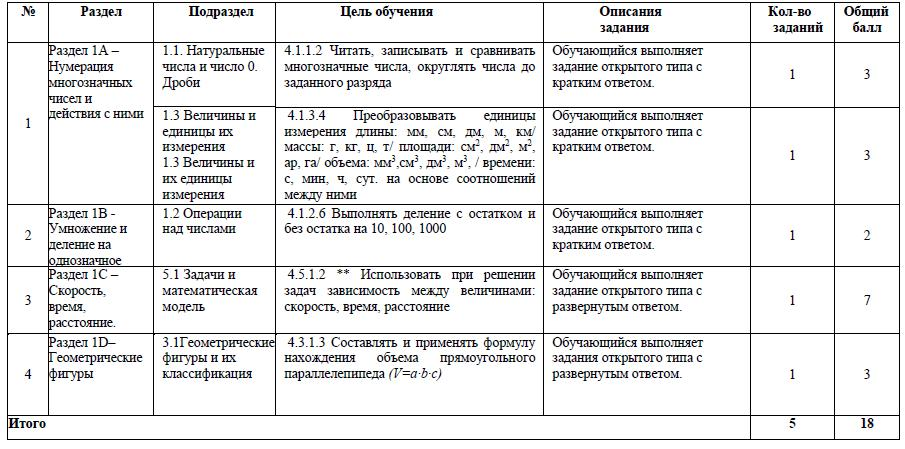 № Раздел Подраздел Цель обучения Описания задания Кол-во заданий Общий балл
1
Раздел 1А –
Нумерация
многозначных
чисел и
действия с ними
1.1. Натуральные
числа и число 0.
Дроби
4.1.1.2 Читать, записывать и сравнивать
многозначные числа, округлять числа до
заданного разряда
Обучающийся выполняет
задание открытого типа с
кратким ответом.
1
3
1.3 Величины и
единицы их
измерения
1.3 Величины и
их единицы
измерения
4.1.3.4 Преобразовывать единицы
измерения длины: мм, см, дм, м, км/
массы: г, кг, ц, т/ площади: см², дм², м²,
ар, га/ объема: мм³,см³, дм³, м³, / времени:
с, мин, ч, сут. на основе соотношений
между ними
Обучающийся выполняет
задание открытого типа с
кратким ответом.
1
3
2
Раздел 1В -
Умножение и
деление на
однозначное
1.2 Операции
над числами
4.1.2.6 Выполнять деление с остатком и
без остатка на 10, 100, 1000
Обучающийся выполняет
задание открытого типа с
кратким ответом.
1
2
3
Раздел 1С –
Скорость,
время,
расстояние.
5.1 Задачи и
математическая
модель
4.5.1.2 ** Использовать при решении
задач зависимость между величинами:
скорость, время, расстояние
Обучающийся выполняет
задание открытого типа с
развернутым ответом.
1
7
4
Раздел 1D–
Геометрические
фигуры
3.1Геометрические
фигуры и их
классификация
4.3.1.3 Составлять и применять формулу
нахождения объема прямоугольного
параллелепипеда (V=a·b·c)
Обучающийся выполняет
задания открытого типа с
развернутым ответом.
1
3
Итого 5 18